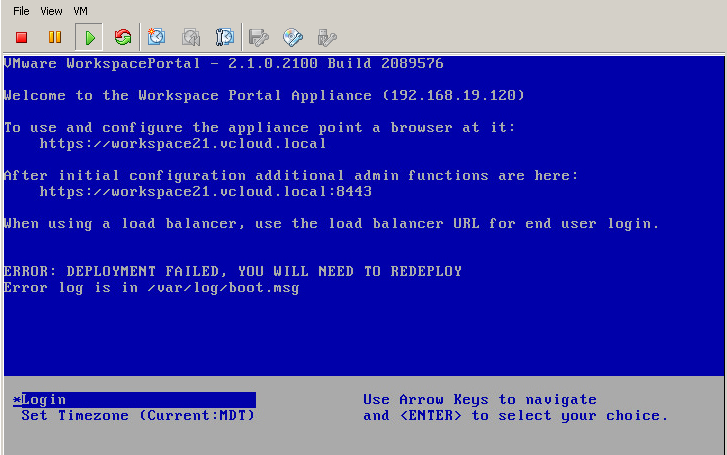 File View VM
VMware WorkspacePortal - 2.1.0.2100 Build 2089576
Welcome to the Workspace Portal Appliance (192.168.19.120)
To use and configure the appliance point a browser at it:
https://workspace21.vcloud.local
After initial configuration additional admin functions are here:
https://workspace21.vcloud.local:8443
When using a load balancer, use the load balancer URL for end user login.
ERROR: DEPLOYMENT FAILED, YOU WILL NEED TO REDEPLOY
Error log is in /var/log/boot.msg
*Login Use Arrow Keys to navigate
Set Timezone (Current:MDT) and <ENTER> to select your choice.